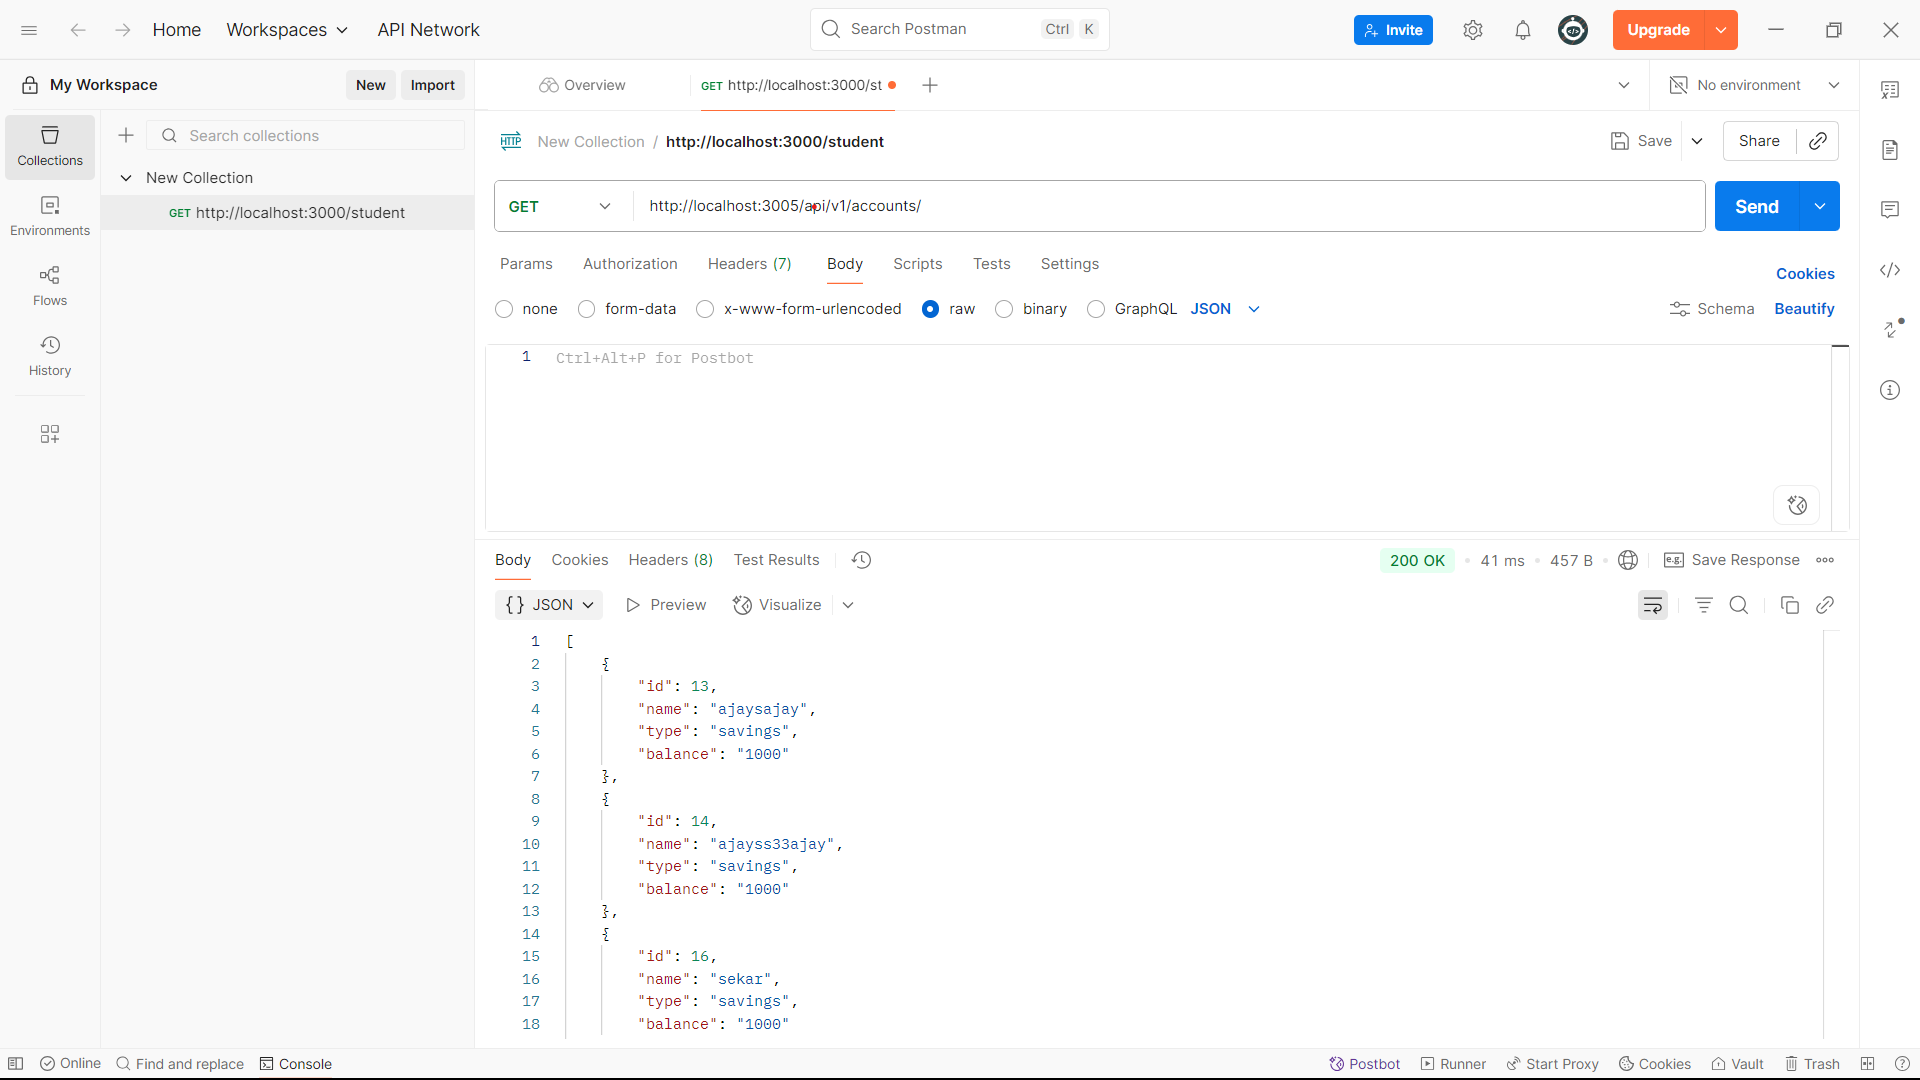 Home Workspaces API Network Search Postman Ctrl K Invite Upgrade
My Workspace New Import Overview GET http://localhost:3000/st No environment
Collections
Environments
Flows
History
Search collections
New Collection
GET http://localhost:3000/student
HTTP New Collection / http://localhost:3000/student Save Share
GET http://localhost:3005/api/v1/accounts/ Send
Params Authorization Headers (7) Body Scripts Tests Settings Cookies
none form-data x-www-form-urlencoded raw binary GraphQL JSON Schema Beautify
1 Ctrl+Alt+P for Postbot
Body Cookies Headers (8) Test Results 200 OK • 41 ms • 457 B • e.g. Save Response
{} JSON Preview Visualize
1 [
2 {
3 "id": 13,
4 "name": "ajaysajay",
5 "type": "savings",
6 "balance": "1000"
7 },
8 {
9 "id": 14,
10 "name": "ajayss33ajay",
11 "type": "savings",
12 "balance": "1000"
13 },
14 {
15 "id": 16,
16 "name": "sekar",
17 "type": "savings",
18 "balance": "1000"
Online Find and replace Console Postbot Runner Start Proxy Cookies Vault Trash